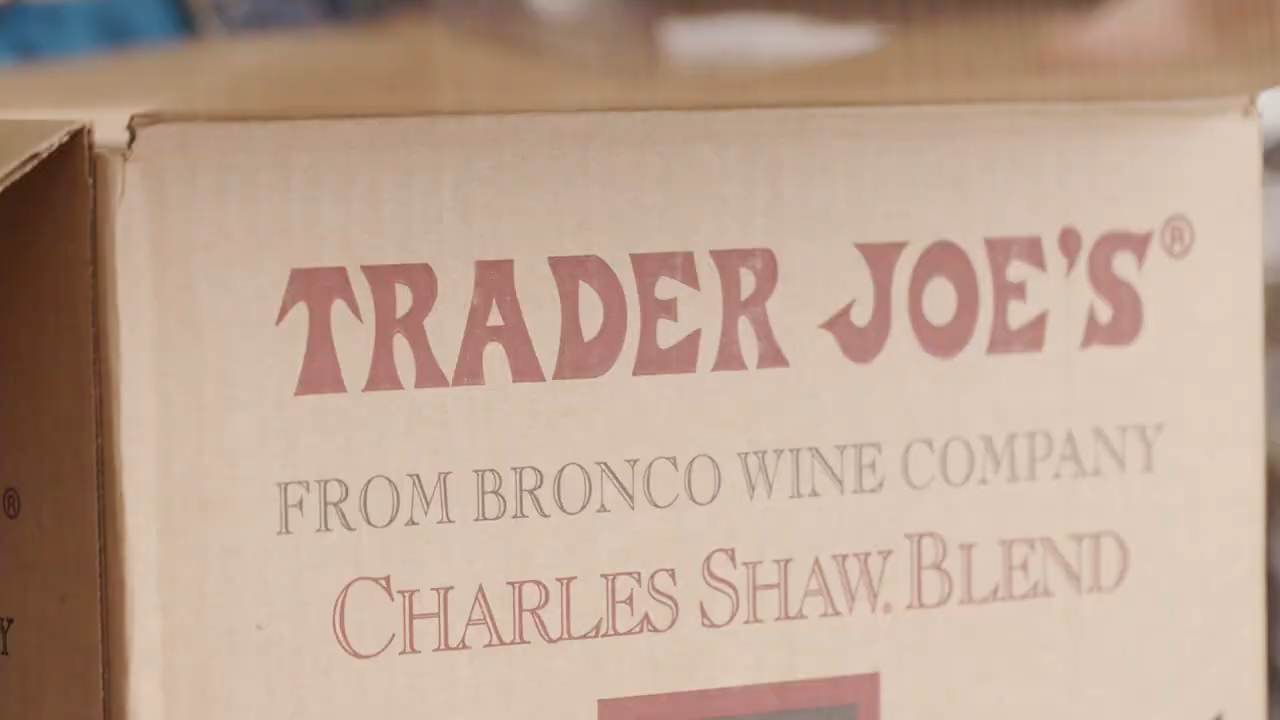 TRADER JOE'S®
FROM BRONCO WINE COMPANY
CHARLES SHAW. BLEND
®
Y